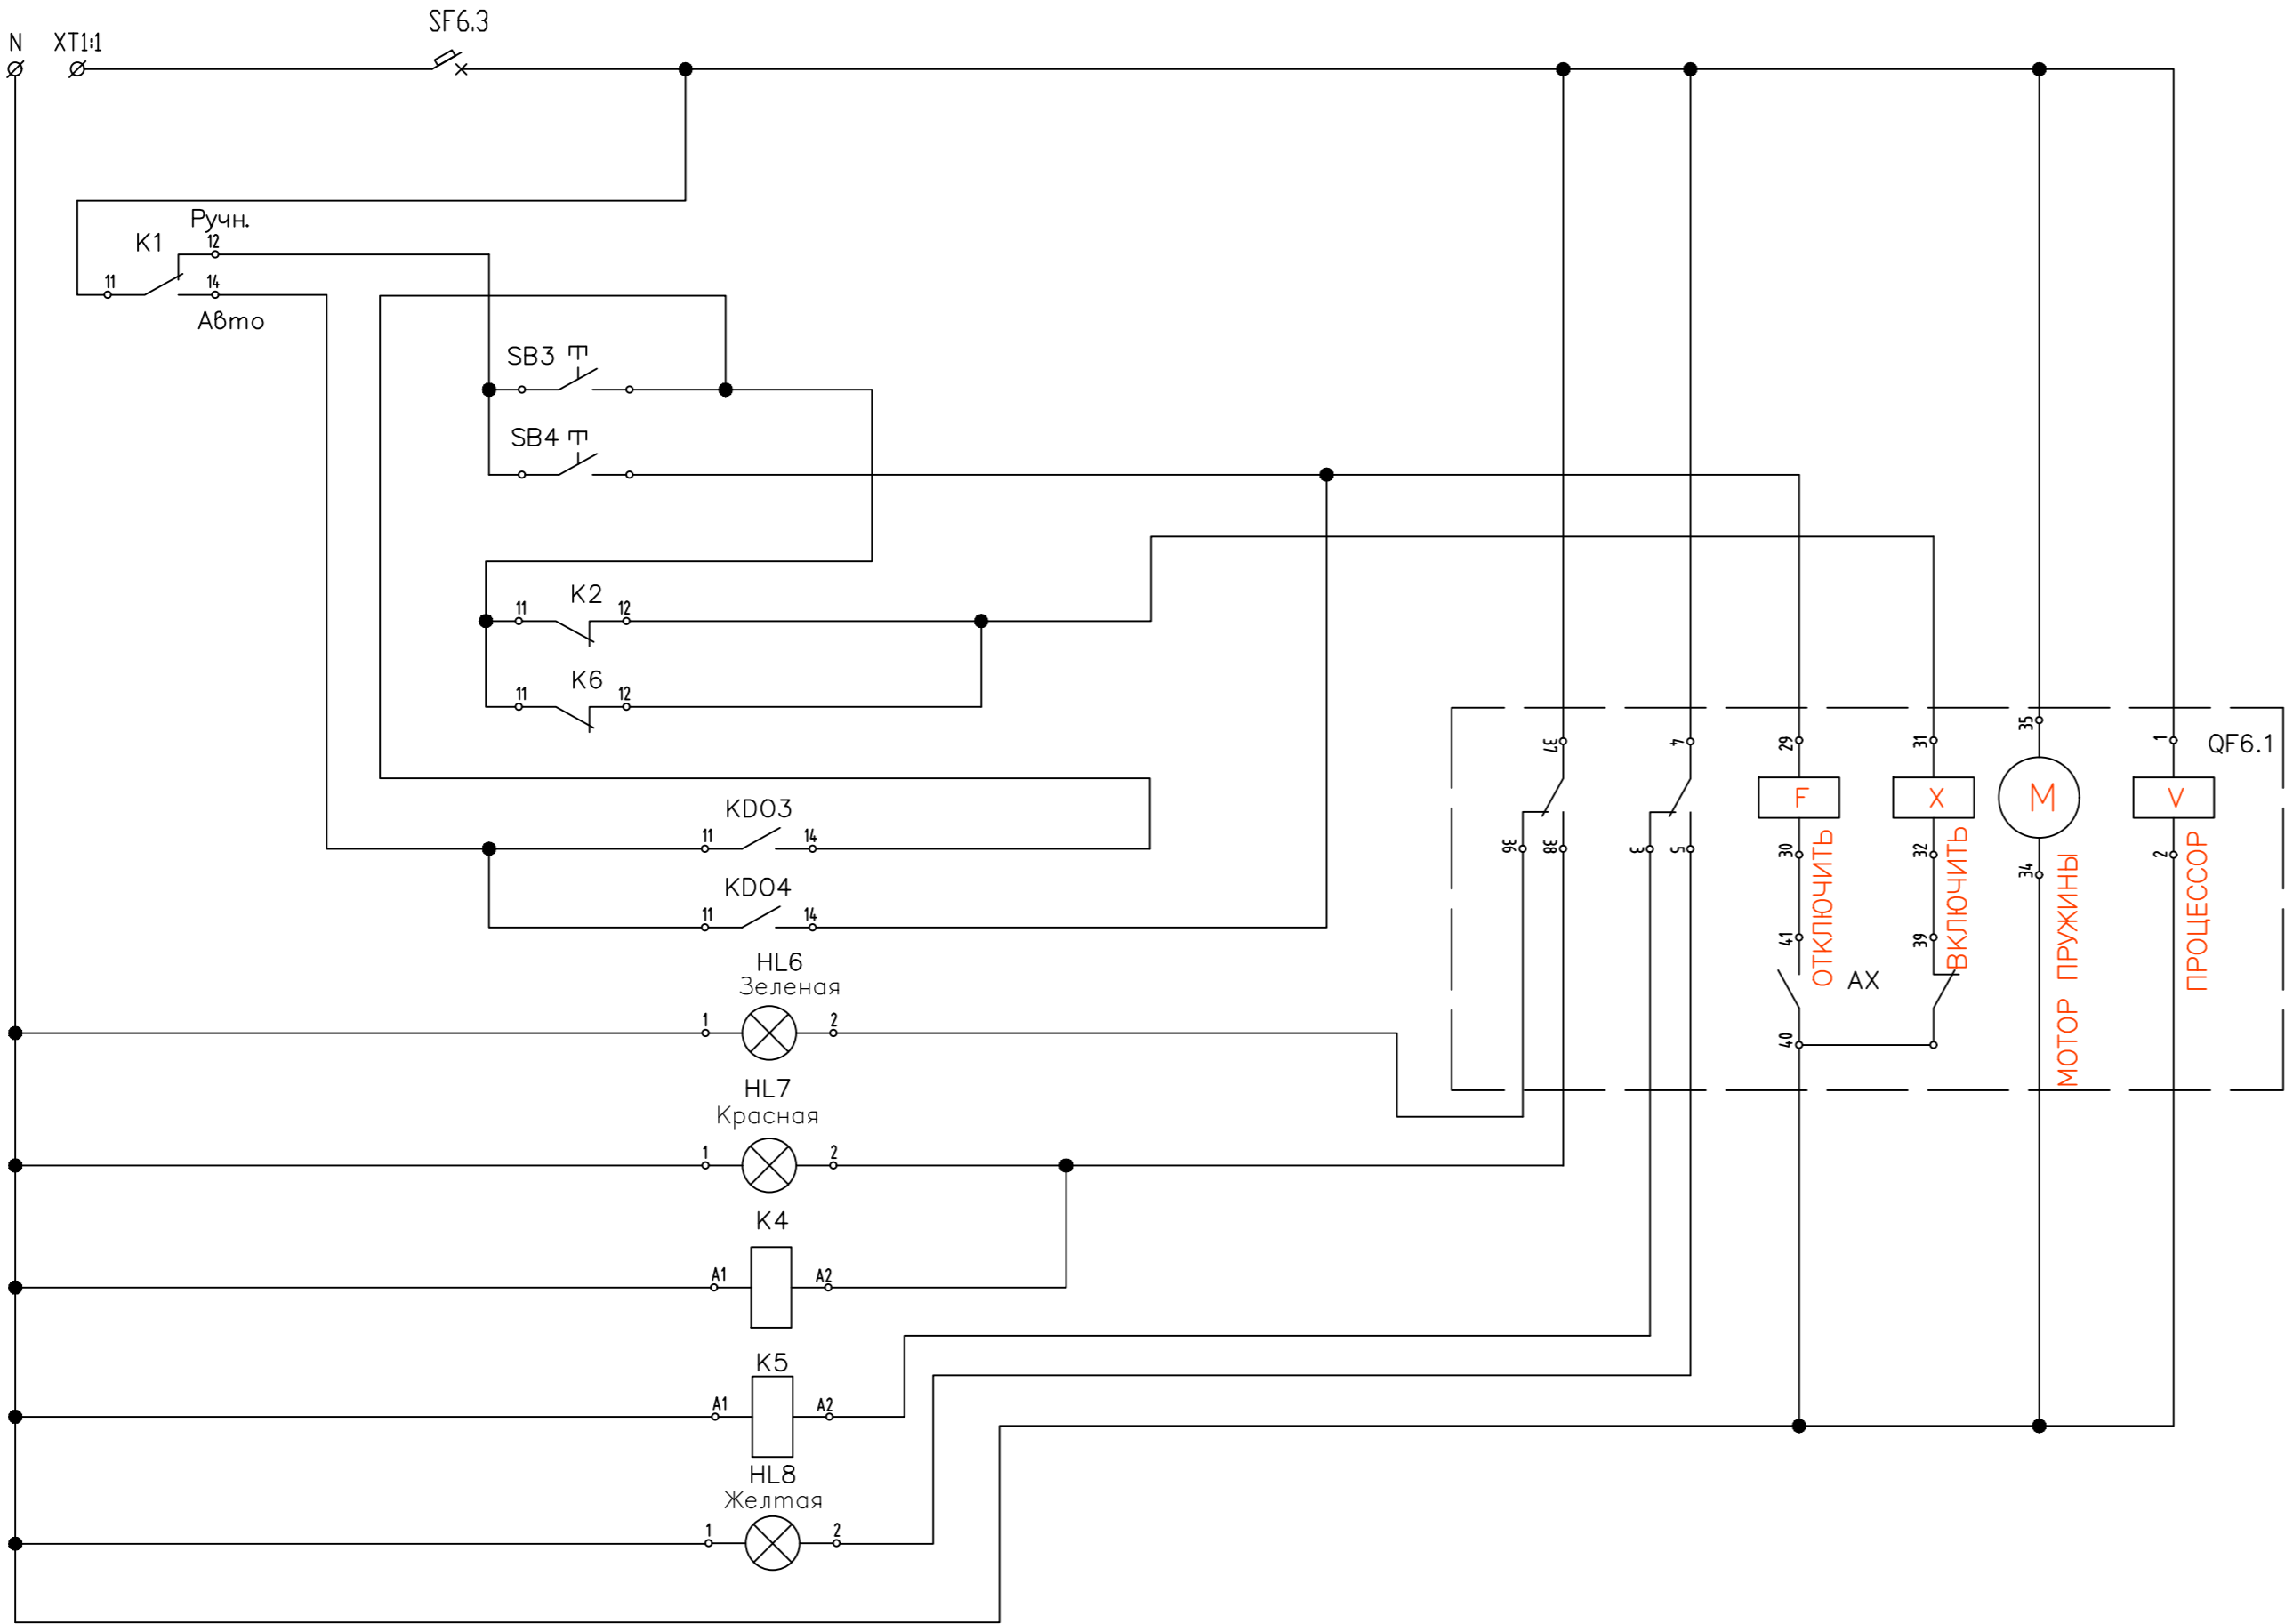 SF6.3
N XT1:1
Ручн.
K1 12
11 14
Авто
SB3
SB4
K2
11 12
K6
11 12
KDO3
11 14
KDO4
11 14
QF6.1
37 4 29 31 35 1
F X M V
36 38 3 5 30 32 34 2
41 39
ОТКЛЮЧИТЬ
ВКЛЮЧИТЬ
МОТОР ПРУЖИНЫ
ПРОЦЕССОР
AX
40
HL6
Зеленая
1 2
HL7
Красная
1 2
K4
A1 A2
K5
A1 A2
HL8
Желтая
1 2